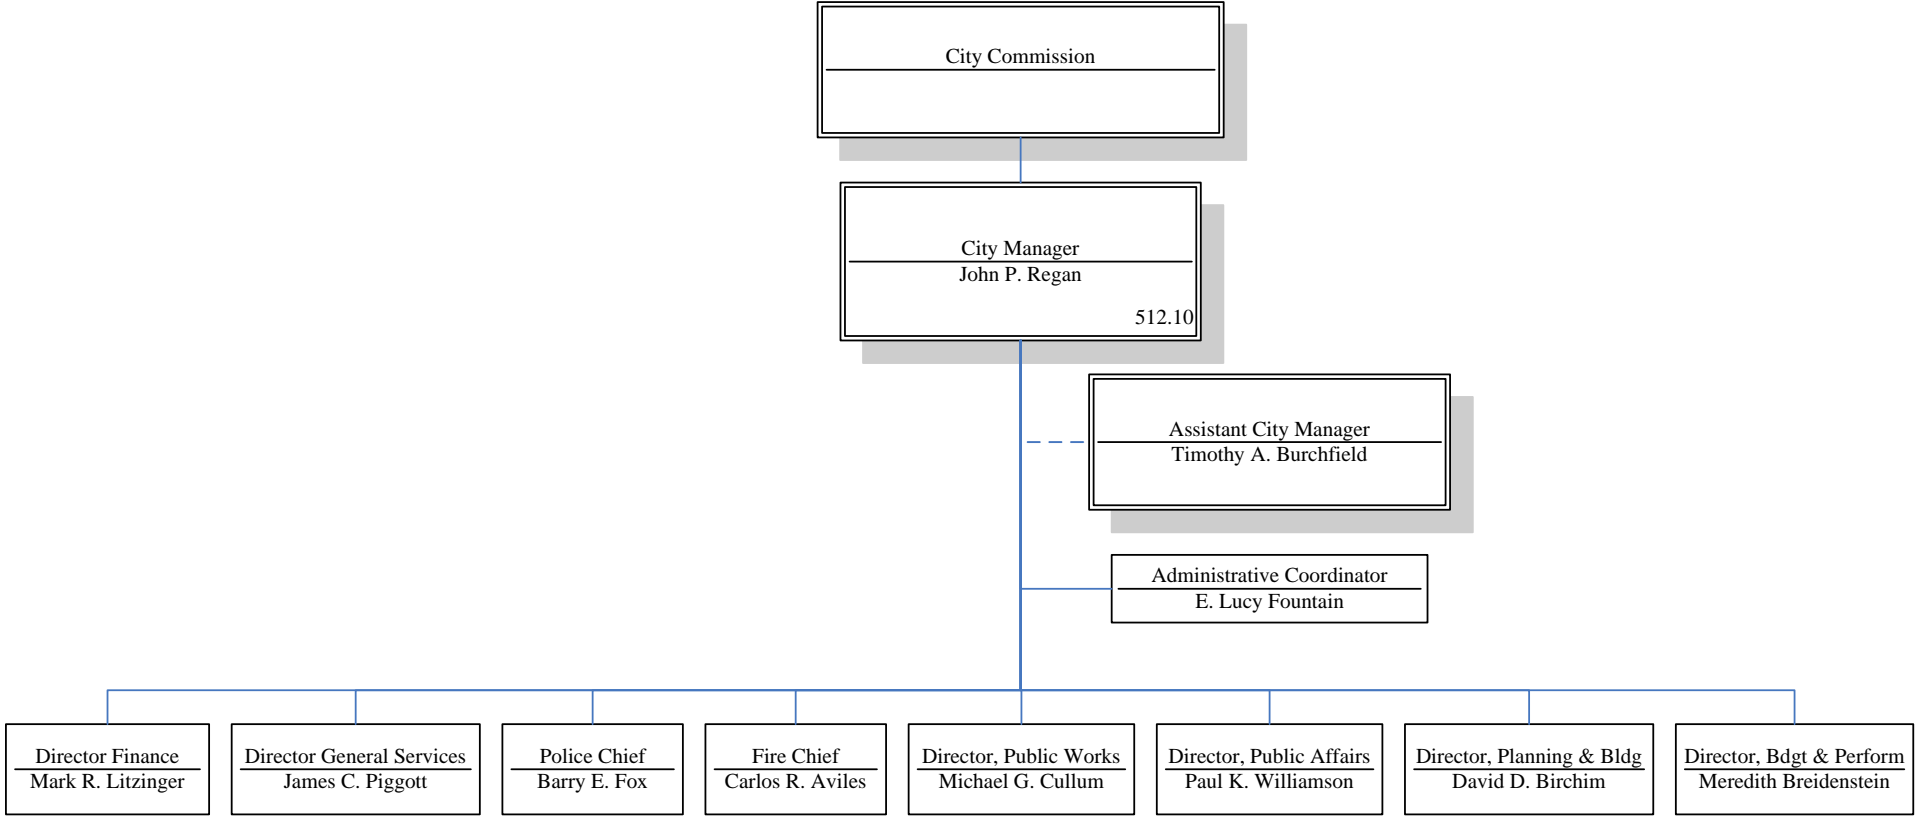 City Commission
City Manager
John P. Regan
512.10
Assistant City Manager
Timothy A. Burchfield
Administrative Coordinator
E. Lucy Fountain
Director Finance
Mark R. Litzinger
Director General Services
James C. Piggott
Police Chief
Barry E. Fox
Fire Chief
Carlos R. Aviles
Director, Public Works
Michael G. Cullum
Director, Public Affairs
Paul K. Williamson
Director, Planning & Bldg
David D. Birchim
Director, Bdgt & Perform
Meredith Breidenstein